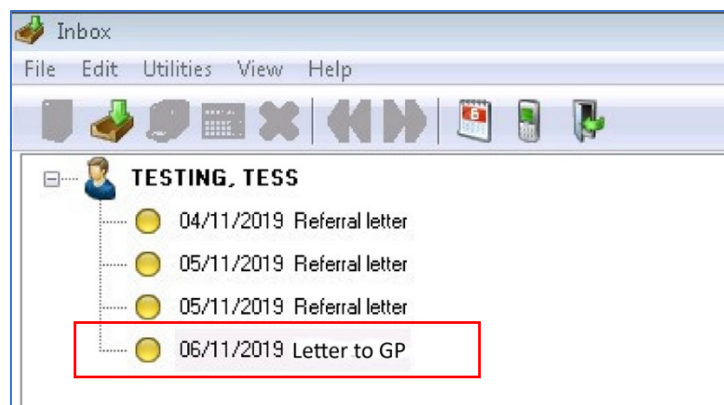 Inbox
File Edit Utilities View Help
6
TESTING, TESS
04/11/2019 Referral letter
05/11/2019 Referral letter
05/11/2019 Referral letter
06/11/2019 Letter to GP